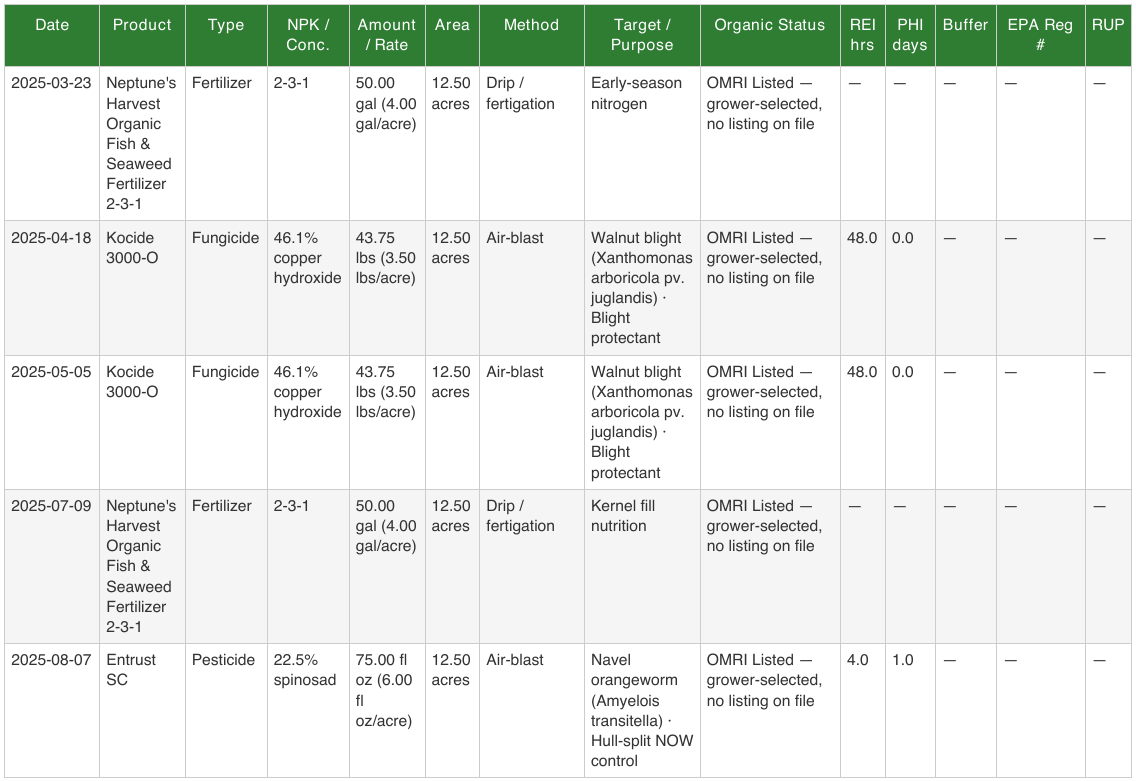 Date Product Type NPK / Conc. Amount / Rate Area Method Target / Purpose Organic Status REI hrs PHI days Buffer EPA Reg # RUP
2025-03-23 Neptune's Harvest Organic Fish & Seaweed Fertilizer 2-3-1 Fertilizer 2-3-1 50.00 gal (4.00 gal/acre) 12.50 acres Drip / fertigation Early-season nitrogen OMRI Listed — grower-selected, no listing on file — — — — —
2025-04-18 Kocide 3000-O Fungicide 46.1% copper hydroxide 43.75 lbs (3.50 lbs/acre) 12.50 acres Air-blast Walnut blight (Xanthomonas arboricola pv. juglandis) · Blight protectant OMRI Listed — grower-selected, no listing on file 48.0 0.0 — — —
2025-05-05 Kocide 3000-O Fungicide 46.1% copper hydroxide 43.75 lbs (3.50 lbs/acre) 12.50 acres Air-blast Walnut blight (Xanthomonas arboricola pv. juglandis) · Blight protectant OMRI Listed — grower-selected, no listing on file 48.0 0.0 — — —
2025-07-09 Neptune's Harvest Organic Fish & Seaweed Fertilizer 2-3-1 Fertilizer 2-3-1 50.00 gal (4.00 gal/acre) 12.50 acres Drip / fertigation Kernel fill nutrition OMRI Listed — grower-selected, no listing on file — — — — —
2025-08-07 Entrust SC Pesticide 22.5% spinosad 75.00 fl oz (6.00 fl oz/acre) 12.50 acres Air-blast Navel orangeworm (Amyelois transitella) · Hull-split NOW control OMRI Listed — grower-selected, no listing on file 4.0 1.0 — — —